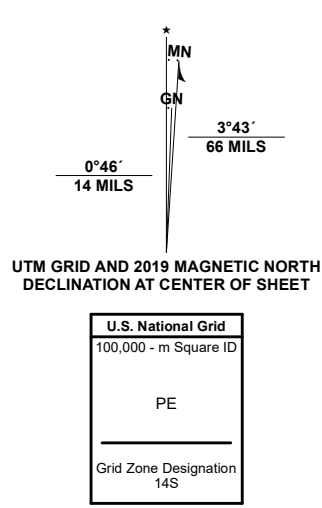 ★
MN
GN
3°43´
66 MILS
0°46´
14 MILS
UTM GRID AND 2019 MAGNETIC NORTH
DECLINATION AT CENTER OF SHEET
U.S. National Grid
100,000 - m Square ID
PE
Grid Zone Designation
14S